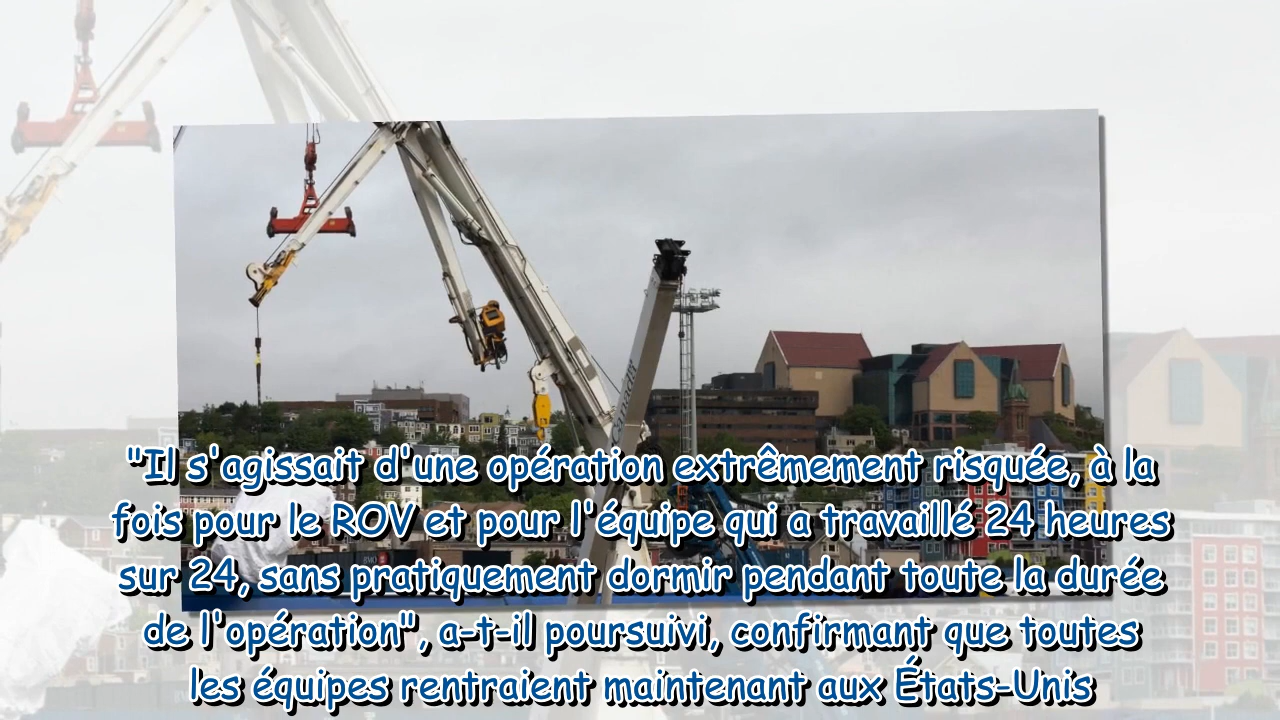 "Il s'agissait d'une opération extrêmement risquée, à la
fois pour le ROV et pour l'équipe qui a travaillé 24 heures
sur 24, sans pratiquement dormir pendant toute la durée
de l'opération", a-t-il poursuivi, confirmant que toutes
les équipes rentraient maintenant aux États-Unis